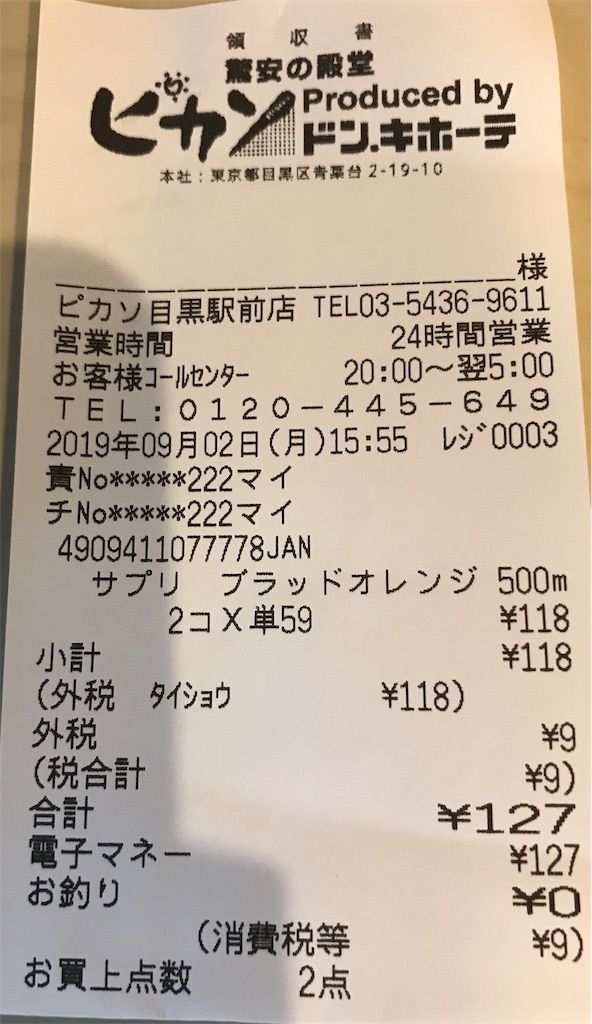 領 収 書
驚安の殿堂
ピカソ Produced by
ドン.キホーテ
本社：東京都目黒区青葉台2-19-10
様
ピカソ目黒駅前店 TEL03-5436-9611
営業時間 24時間営業
お客様ｺｰﾙｾﾝﾀｰ 20:00～翌5:00
ＴＥＬ：０１２０－４４５－６４９
2019年09月02日(月)15:55 ﾚｼﾞ0003
責No*****222マイ
チNo*****222マイ
4909411077778JAN
サプリ ブラッドオレンジ 500m
2コX単59 ¥118
小計 ¥118
(外税 ﾀｲｼｮｳ ¥118)
外税 ¥9
(税合計 ¥9)
合計 ¥127
電子マネー ¥127
お釣り ¥0
(消費税等 ¥9)
お買上点数 2点